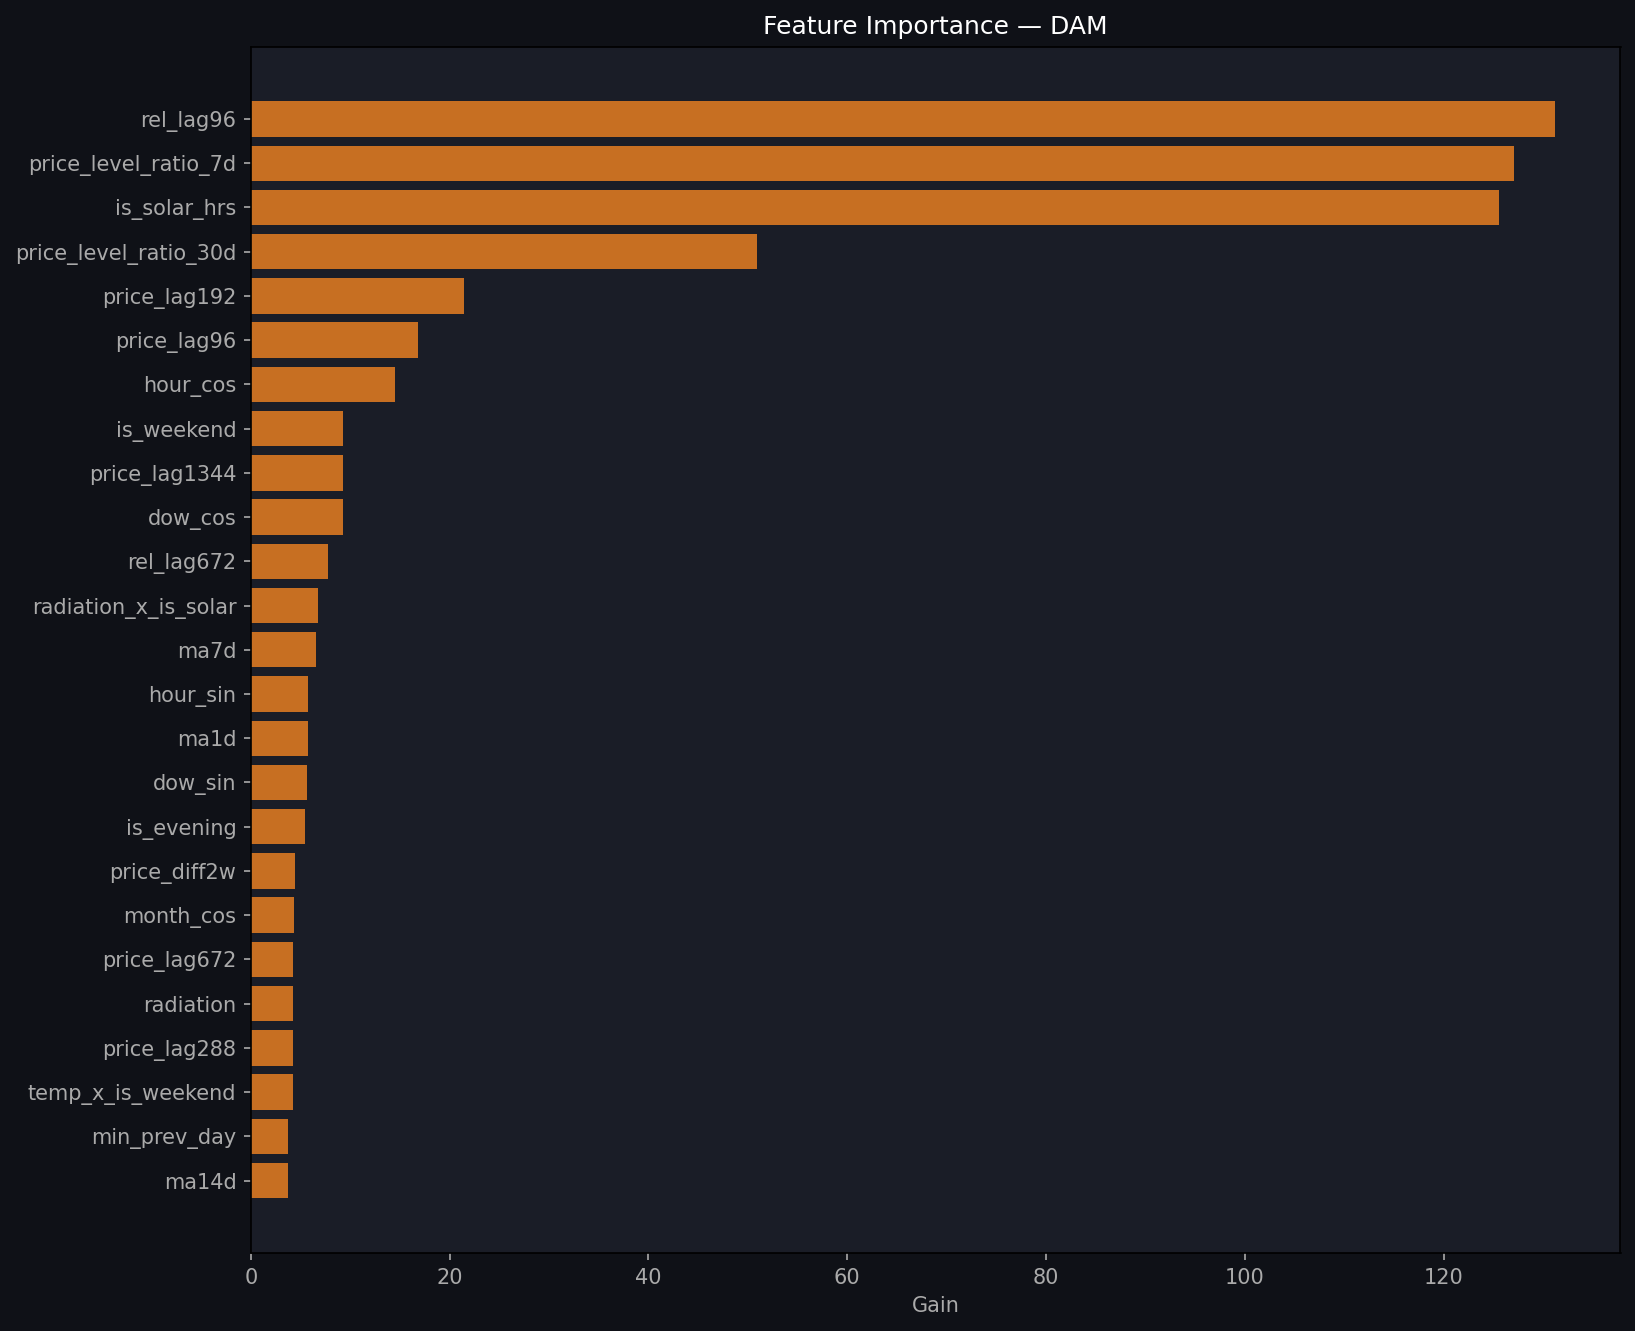 Feature Importance — DAM
rel_lag96
price_level_ratio_7d
is_solar_hrs
price_level_ratio_30d
price_lag192
price_lag96
hour_cos
is_weekend
price_lag1344
dow_cos
rel_lag672
radiation_x_is_solar
ma7d
hour_sin
ma1d
dow_sin
is_evening
price_diff2w
month_cos
price_lag672
radiation
price_lag288
temp_x_is_weekend
min_prev_day
ma14d
0 20 40 60 80 100 120
Gain